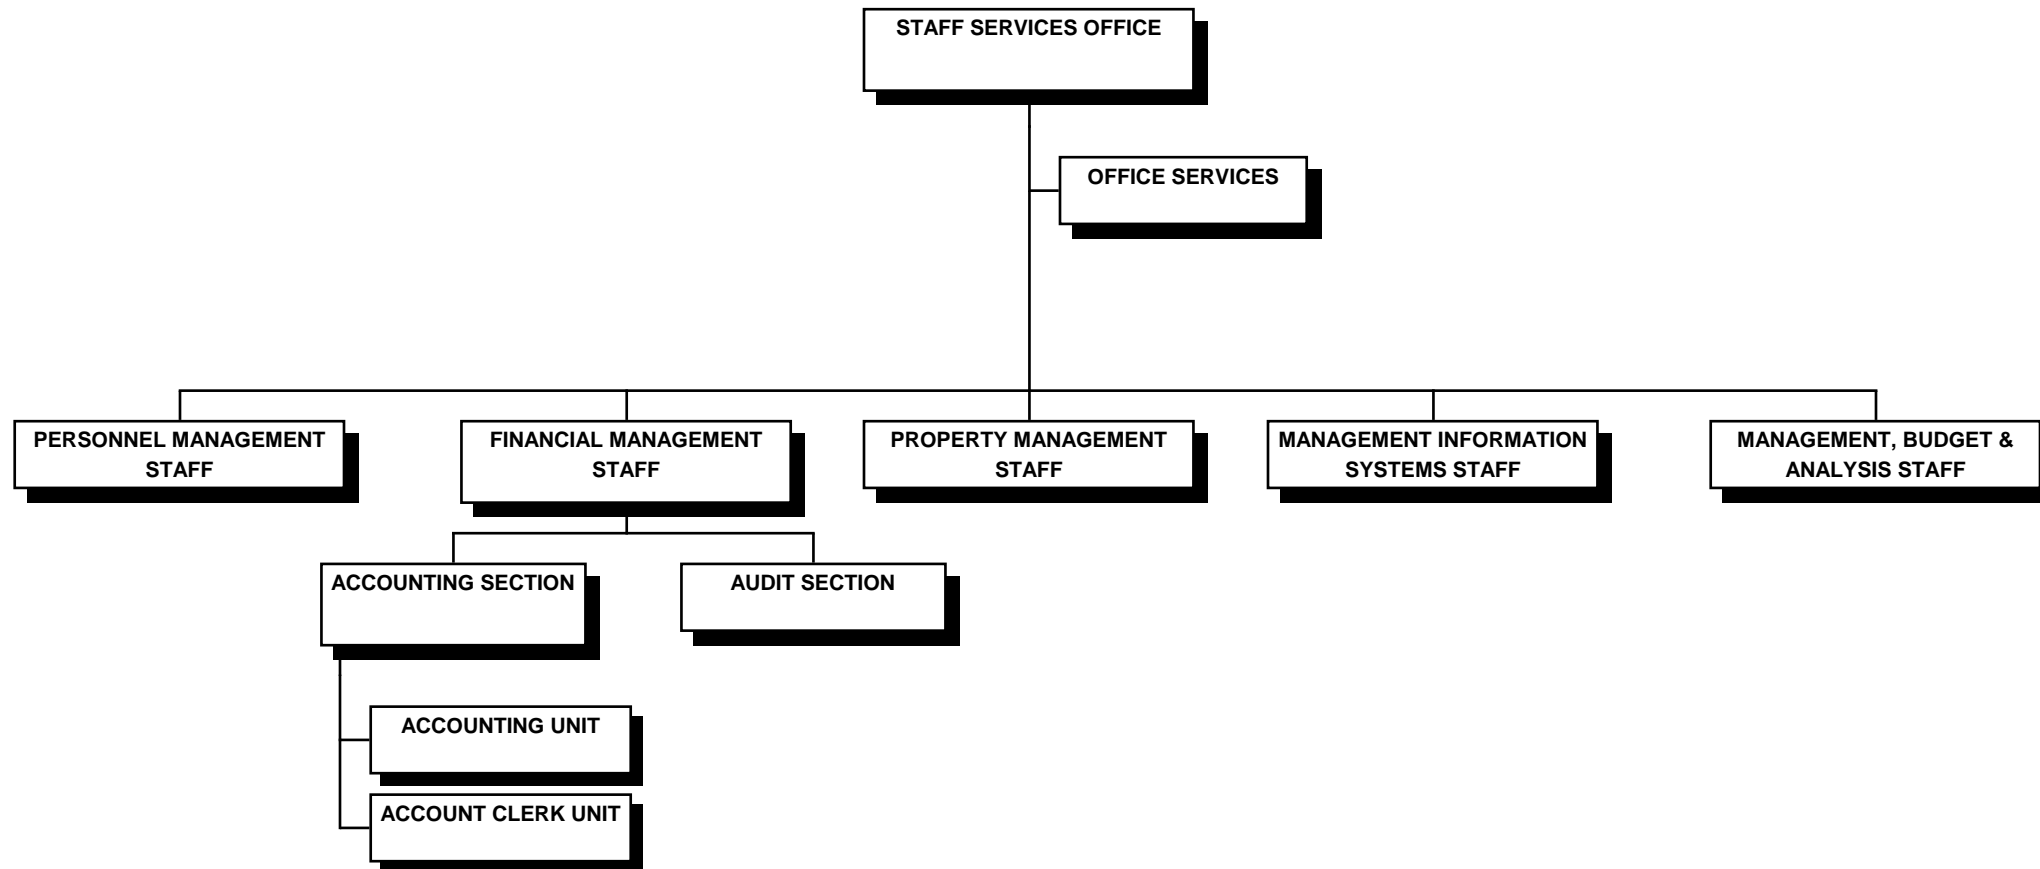 STAFF SERVICES OFFICE
OFFICE SERVICES
PERSONNEL MANAGEMENT
STAFF
FINANCIAL MANAGEMENT
STAFF
PROPERTY MANAGEMENT
STAFF
MANAGEMENT INFORMATION
SYSTEMS STAFF
MANAGEMENT, BUDGET &
ANALYSIS STAFF
ACCOUNTING SECTION
AUDIT SECTION
ACCOUNTING UNIT
ACCOUNT CLERK UNIT